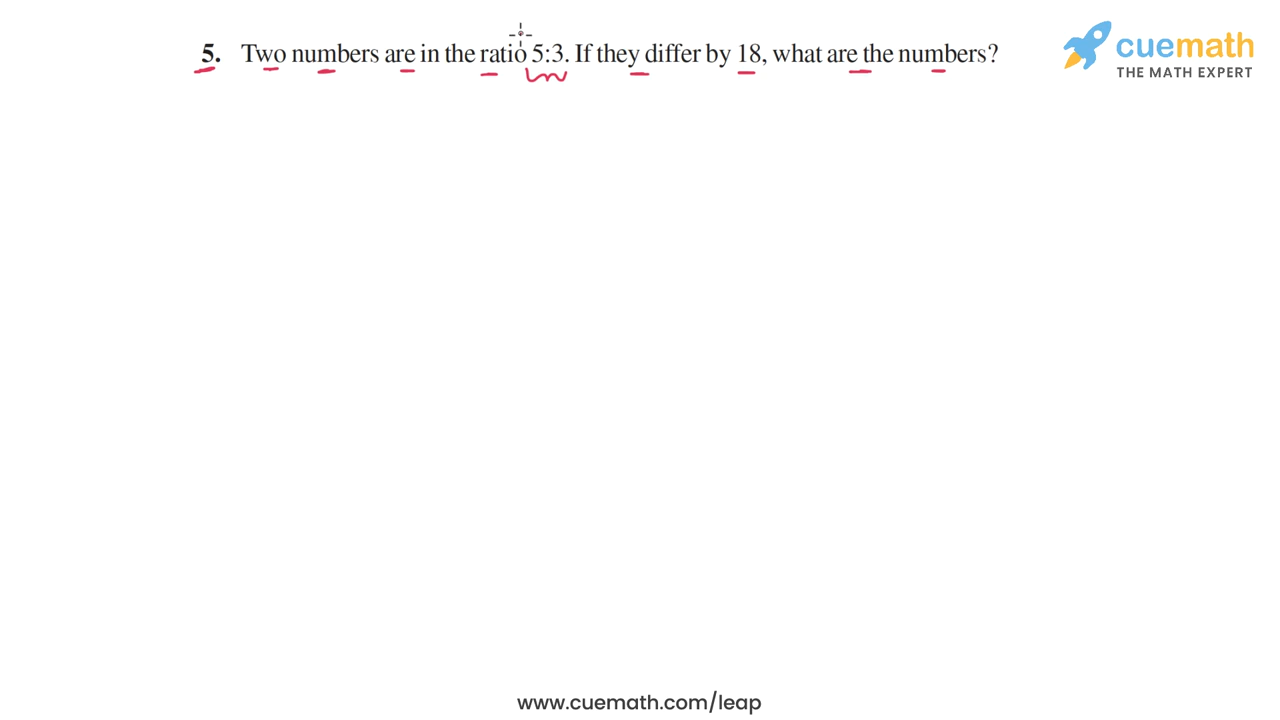 5. Two numbers are in the ratio 5:3. If they differ by 18, what are the numbers?
cuemath
THE MATH EXPERT
www.cuemath.com/leap